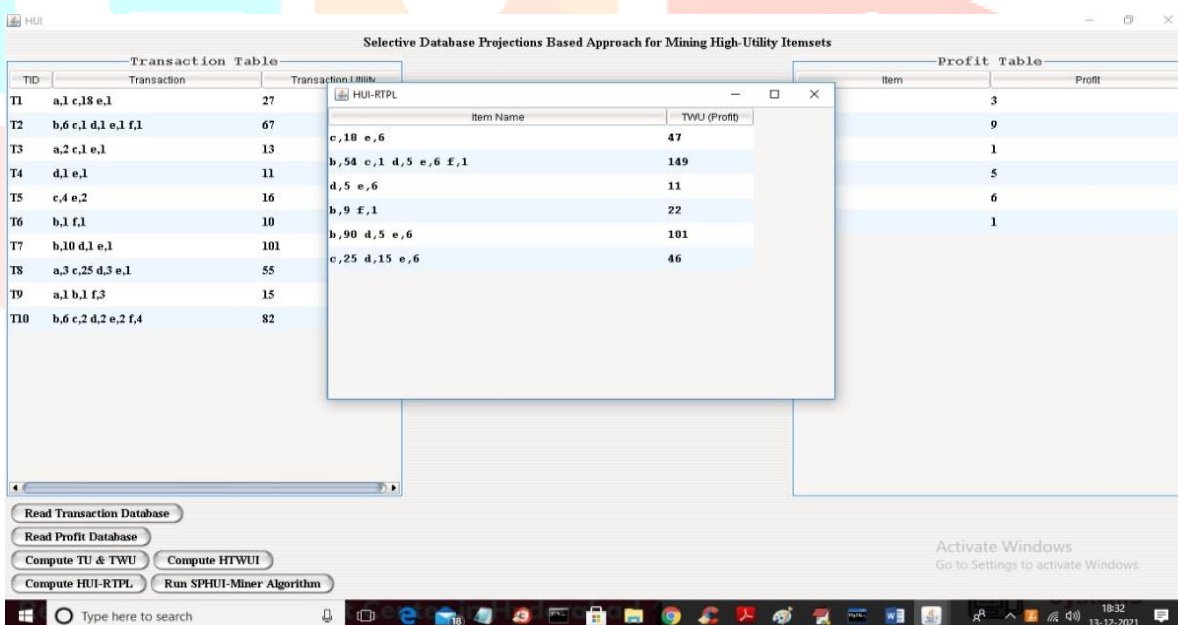 HUI
Selective Database Projections Based Approach for Mining High-Utility Itemsets
Transaction Table
TID Transaction Transaction Utility
T1 a,1 c,18 e,1 27
T2 b,6 c,1 d,1 e,1 f,1 67
T3 a,2 c,1 e,1 13
T4 d,1 e,1 11
T5 c,4 e,2 16
T6 b,1 f,1 10
T7 b,10 d,1 e,1 101
T8 a,3 c,25 d,3 e,1 55
T9 a,1 b,1 f,3 15
T10 b,6 c,2 d,2 e,2 f,4 82
HUI-RTPL
Item Name TWU (Profit)
c,18 e,6 47
b,54 c,1 d,5 e,6 f,1 149
d,5 e,6 11
b,9 f,1 22
b,90 d,5 e,6 101
c,25 d,15 e,6 46
Profit Table
Item Profit
3
9
1
5
6
1
Read Transaction Database
Read Profit Database
Compute TU & TWU Compute HTWUI
Compute HUI-RTPL Run SPHUI-Miner Algorithm
Activate Windows
Go to Settings to activate Windows.
Type here to search
18
18:32
13-12-2021